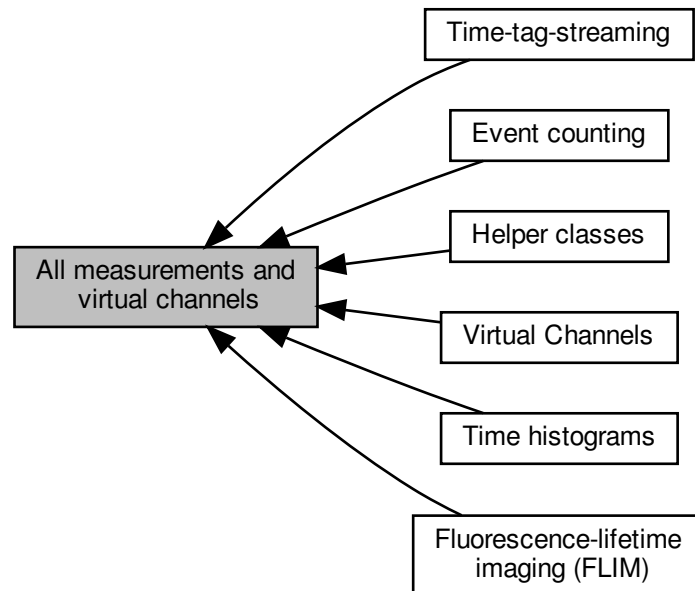 Time-tag-streaming
Event counting
Helper classes
All measurements and
virtual channels
Virtual Channels
Time histograms
Fluorescence-lifetime
imaging (FLIM)